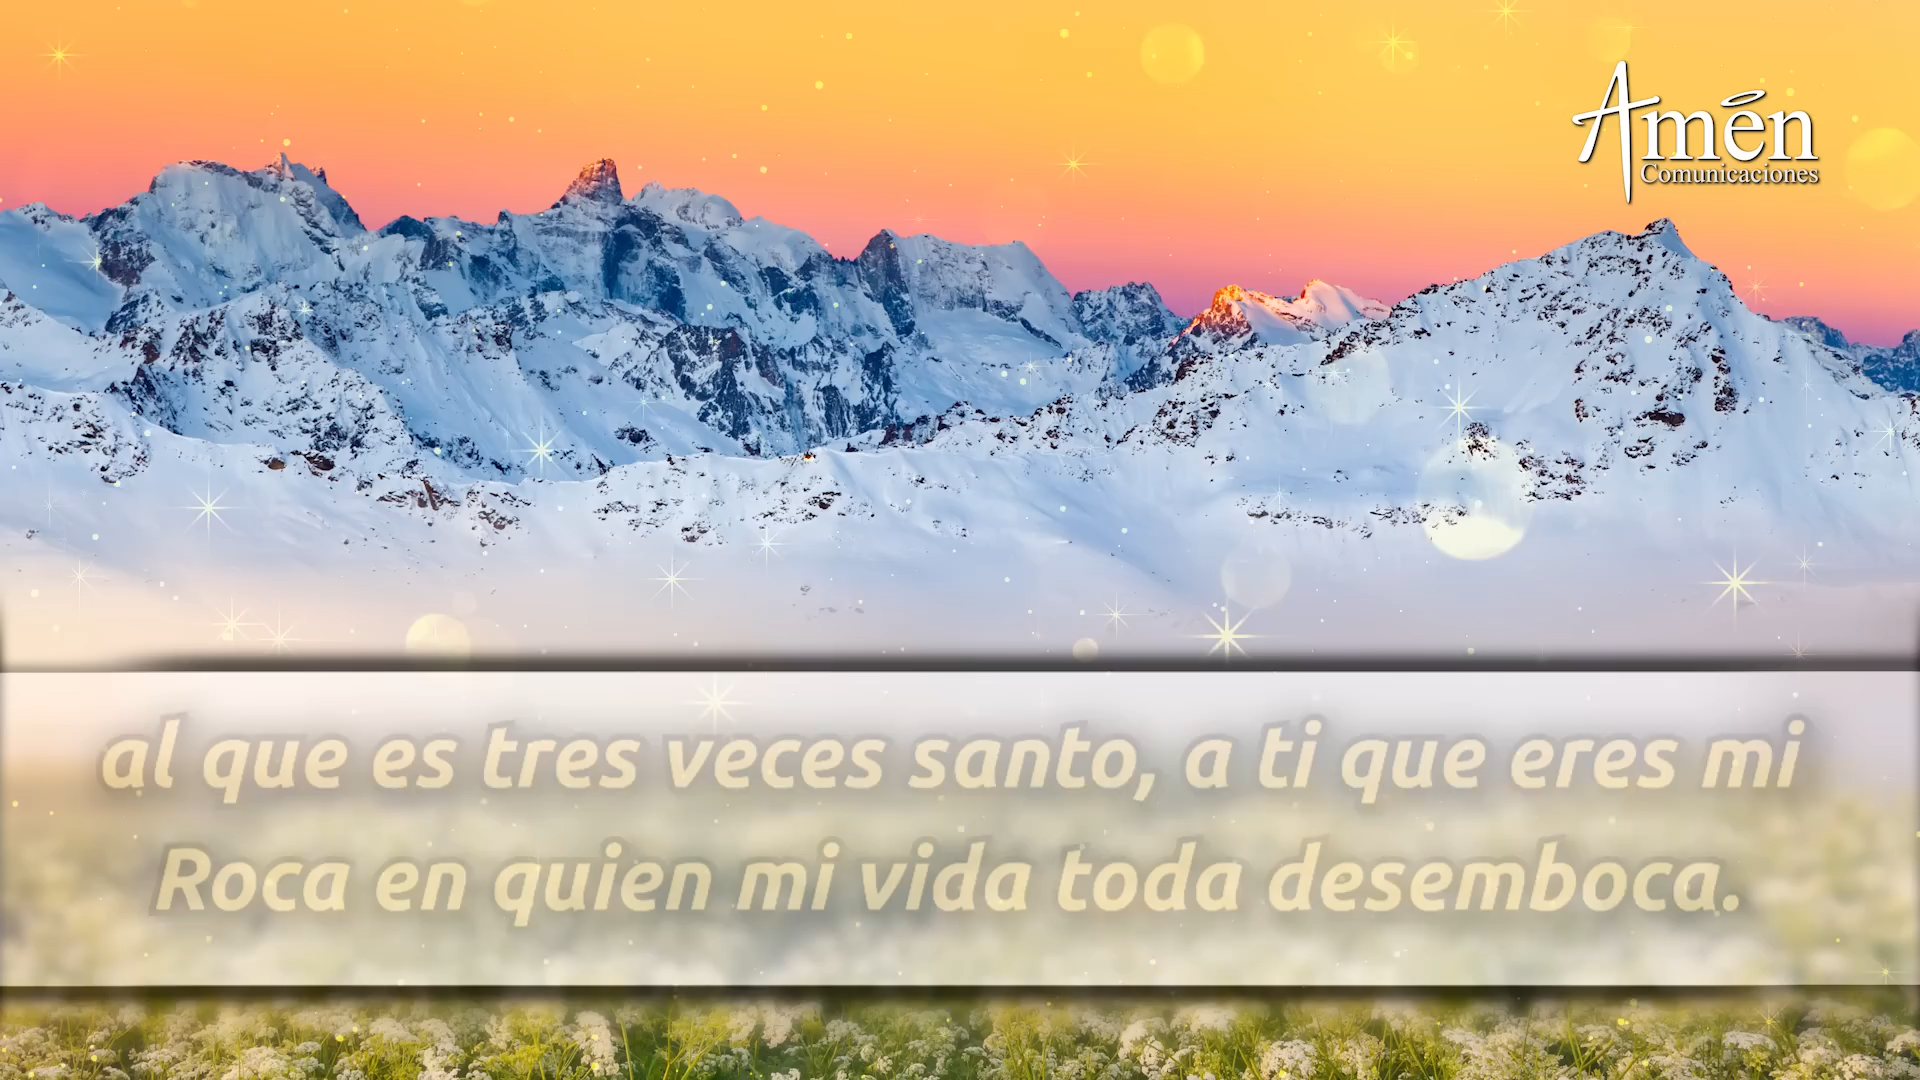 Amén
Comunicaciones
al que es tres veces santo, a ti que eres mi
Roca en quien mi vida toda desemboca.